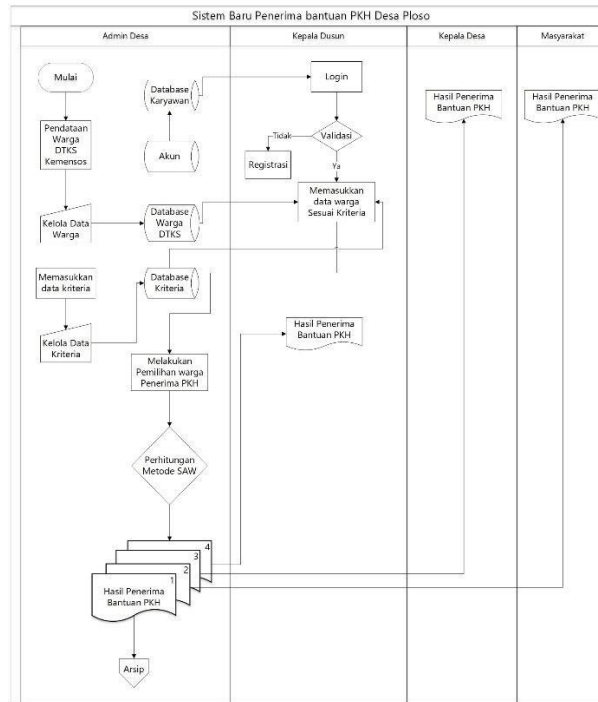 Sistem Baru Penerima bantuan PKH Desa Ploso
Admin Desa
Kepala Dusun
Kepala Desa
Masyarakat
Mulai
Database
Karyawan
Login
Hasil Penerima
Bantuan PKH
Hasil Penerima
Bantuan PKH
Pendataan
Warga
DTKS
Kemensos
Akun
Tidak
Validasi
Registrasi
Ya
Memasukkan
data warga
Sesuai Kriteria
Kelola Data
Warga
Database
Warga
DTKS
Memasukkan
data kriteria
Database
Kriteria
Kelola Data
Kriteria
Hasil Penerima
Bantuan PKH
Melakukan
Pemilihan warga
Penerima PKH
Perhitungan
Metode SAW
4
3
2
1
Hasil Penerima
Bantuan PKH
Arsip